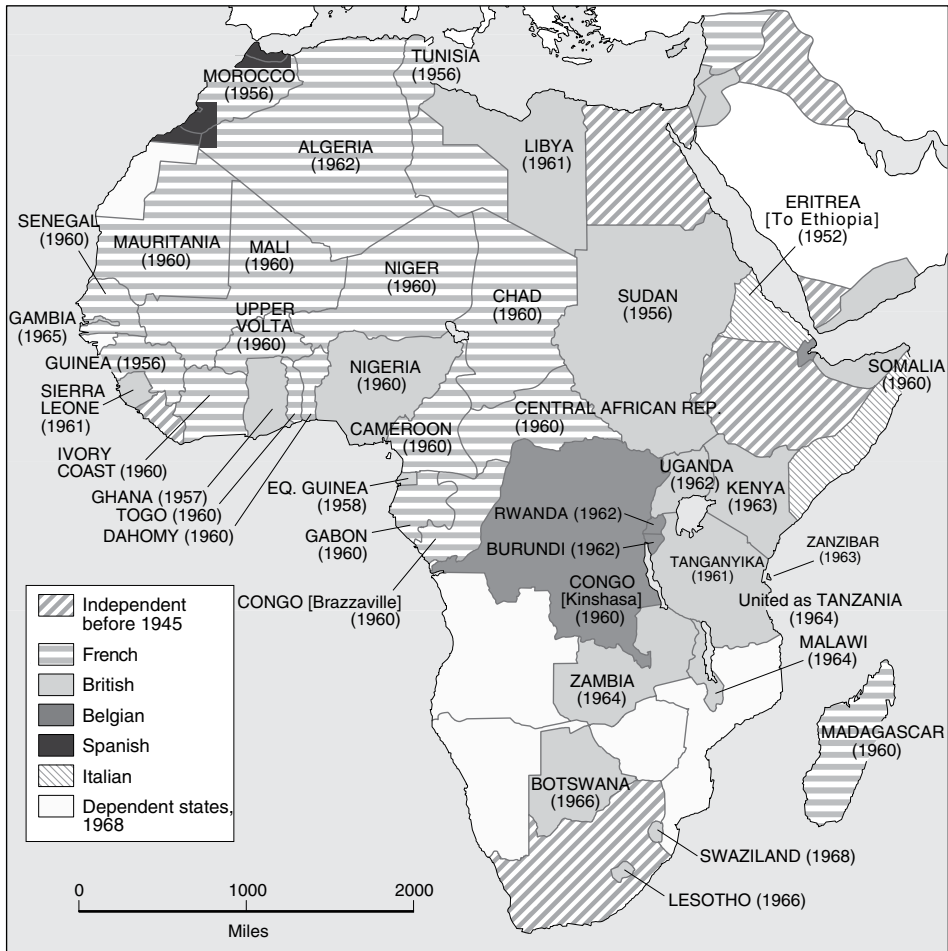 TUNISIA
(1956)
MOROCCO
(1956)
ALGERIA
(1962)
LIBYA
(1961)
ERITREA
[To Ethiopia]
(1952)
SENEGAL
(1960)
MAURITANIA
(1960)
MALI
(1960)
NIGER
(1960)
CHAD
(1960)
SUDAN
(1956)
GAMBIA
(1965)
UPPER
VOLTA
(1960)
GUINEA (1956)
NIGERIA
(1960)
SOMALIA
(1960)
SIERRA
LEONE
(1961)
CENTRAL AFRICAN REP.
(1960)
CAMEROON
(1960)
IVORY
COAST (1960)
UGANDA
(1962)
KENYA
(1963)
GHANA (1957)
TOGO (1960)
DAHOMY (1960)
EQ. GUINEA
(1958)
GABON
(1960)
RWANDA (1962)
BURUNDI (1962)
ZANZIBAR
(1963)
TANGANYIKA
(1961)
CONGO [Brazzaville]
(1960)
CONGO
[Kinshasa]
(1960)
United as TANZANIA
(1964)
MALAWI
(1964)
ZAMBIA
(1964)
MADAGASCAR
(1960)
BOTSWANA
(1966)
SWAZILAND (1968)
LESOTHO (1966)
Independent
before 1945
French
British
Belgian
Spanish
Italian
Dependent states,
1968
0 1000 2000
Miles